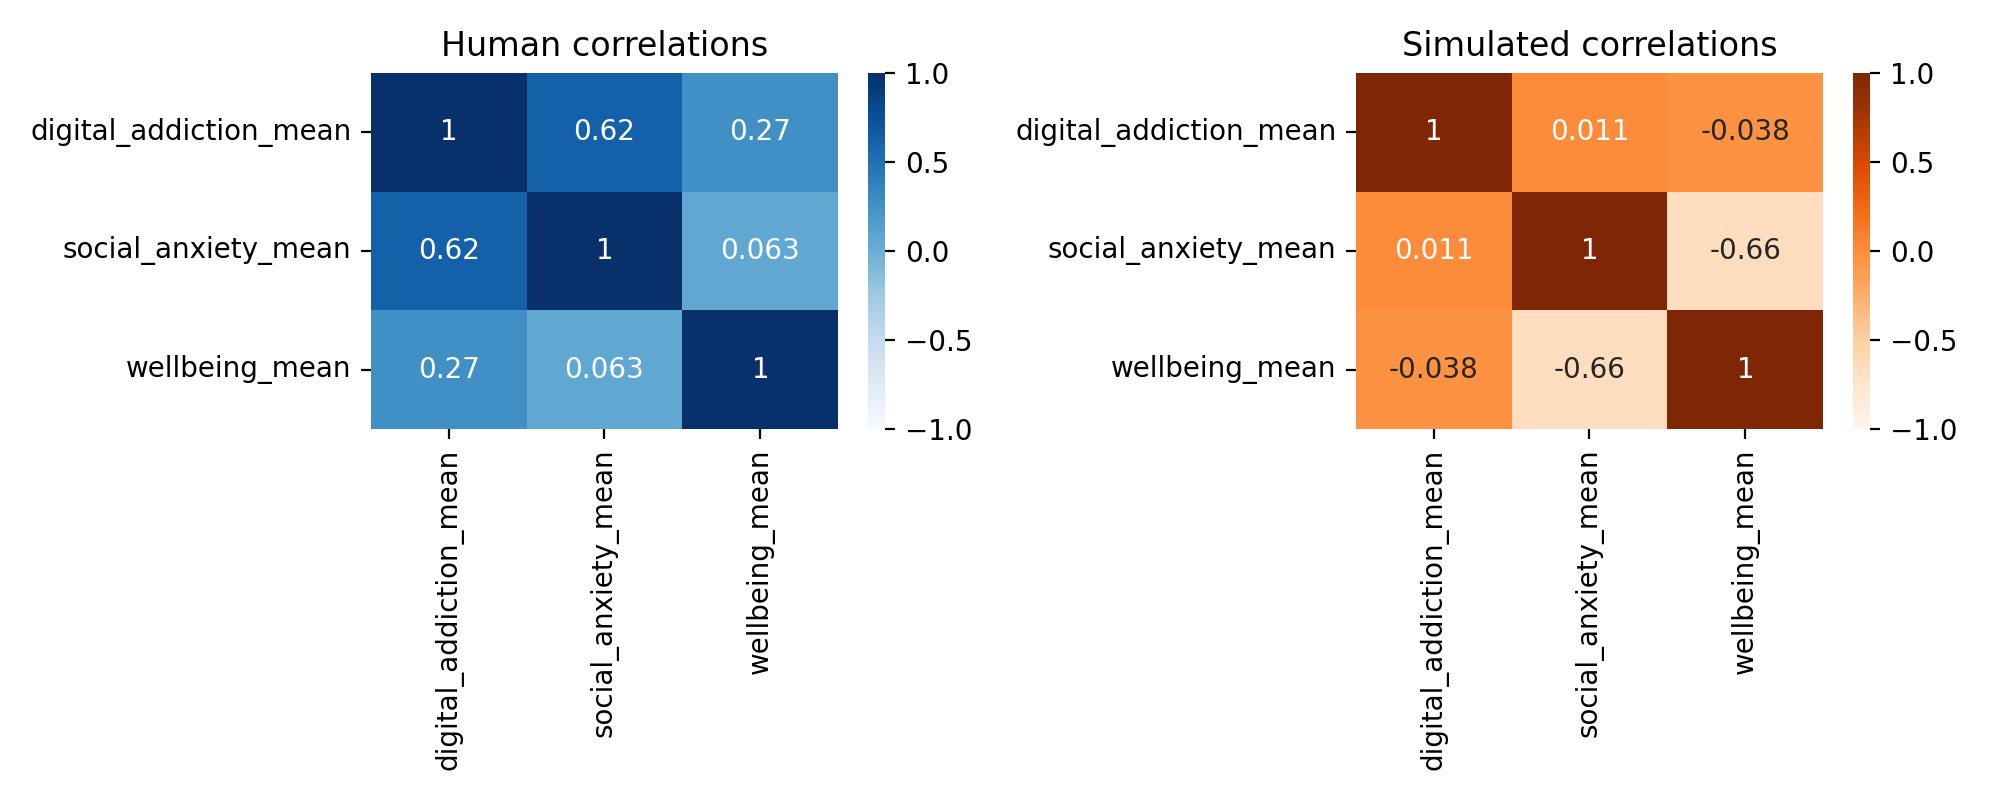 Human correlations
digital_addiction_mean
social_anxiety_mean
wellbeing_mean
1 0.62 0.27
0.62 1 0.063
0.27 0.063 1
1.0
0.5
0.0
−0.5
−1.0
digital_addiction_mean
social_anxiety_mean
wellbeing_mean
Simulated correlations
digital_addiction_mean
social_anxiety_mean
wellbeing_mean
1 0.011 -0.038
0.011 1 -0.66
-0.038 -0.66 1
1.0
0.5
0.0
−0.5
−1.0
digital_addiction_mean
social_anxiety_mean
wellbeing_mean